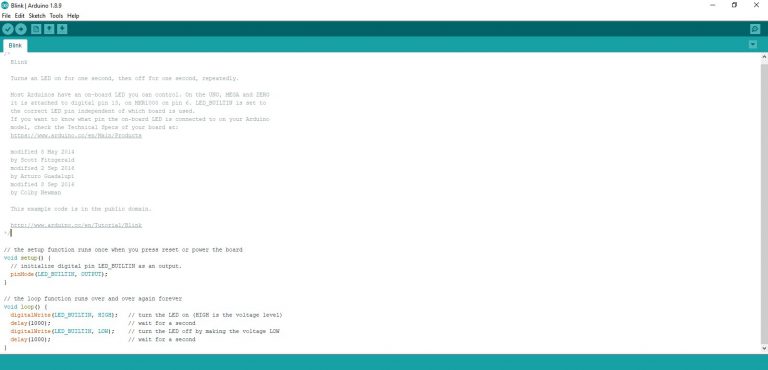 Blink | Arduino 1.8.9
File Edit Sketch Tools Help
Blink
/*
Blink
Turns an LED on for one second, then off for one second, repeatedly.
Most Arduinos have an on-board LED you can control. On the UNO, MEGA and ZERO
it is attached to digital pin 13, on MKR1000 on pin 6. LED_BUILTIN is set to
the correct LED pin independent of which board is used.
If you want to know what pin the on-board LED is connected to on your Arduino
model, check the Technical Specs of your board at:
https://www.arduino.cc/en/Main/Products
modified 8 May 2014
by Scott Fitzgerald
modified 2 Sep 2016
by Arturo Guadalupi
modified 8 Sep 2016
by Colby Newman
This example code is in the public domain.
http://www.arduino.cc/en/Tutorial/Blink
*/
// the setup function runs once when you press reset or power the board
void setup() {
// initialize digital pin LED_BUILTIN as an output.
pinMode(LED_BUILTIN, OUTPUT);
}
// the loop function runs over and over again forever
void loop() {
digitalWrite(LED_BUILTIN, HIGH); // turn the LED on (HIGH is the voltage level)
delay(1000); // wait for a second
digitalWrite(LED_BUILTIN, LOW); // turn the LED off by making the voltage LOW
delay(1000); // wait for a second
}